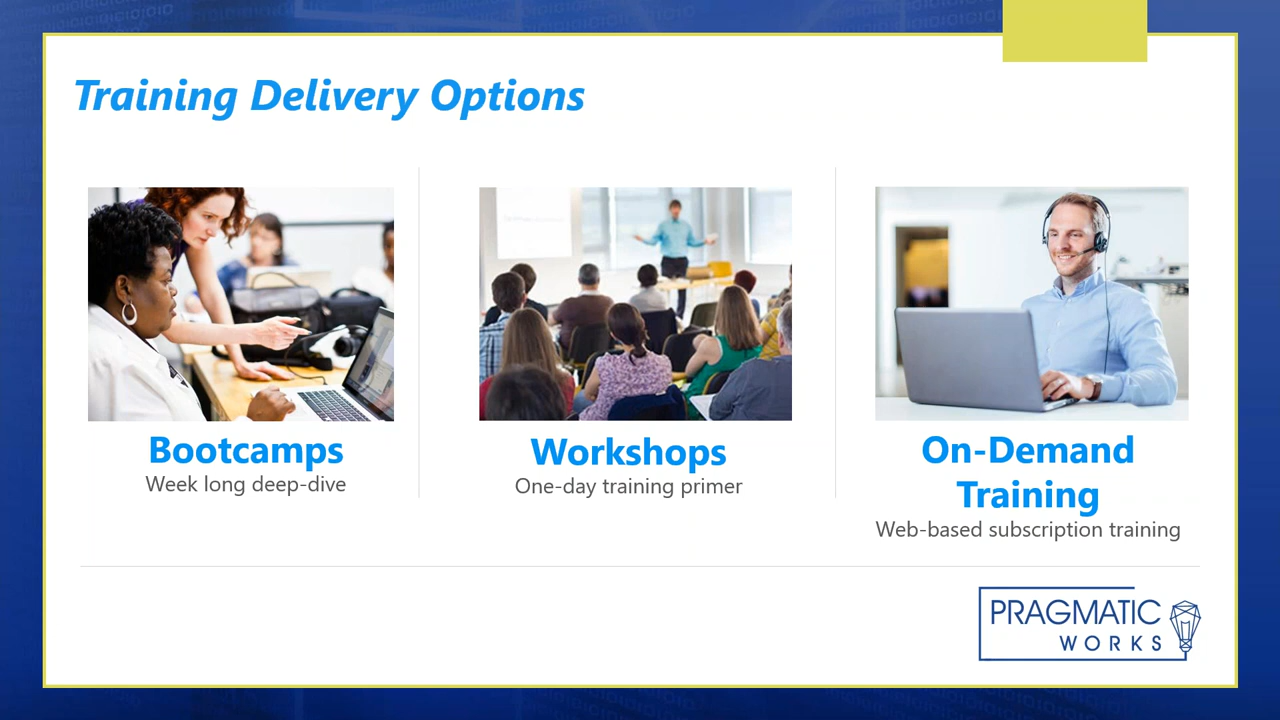 Training Delivery Options
Bootcamps
Week long deep-dive
Workshops
One-day training primer
On-Demand
Training
Web-based subscription training
PRAGMATIC
WORKS